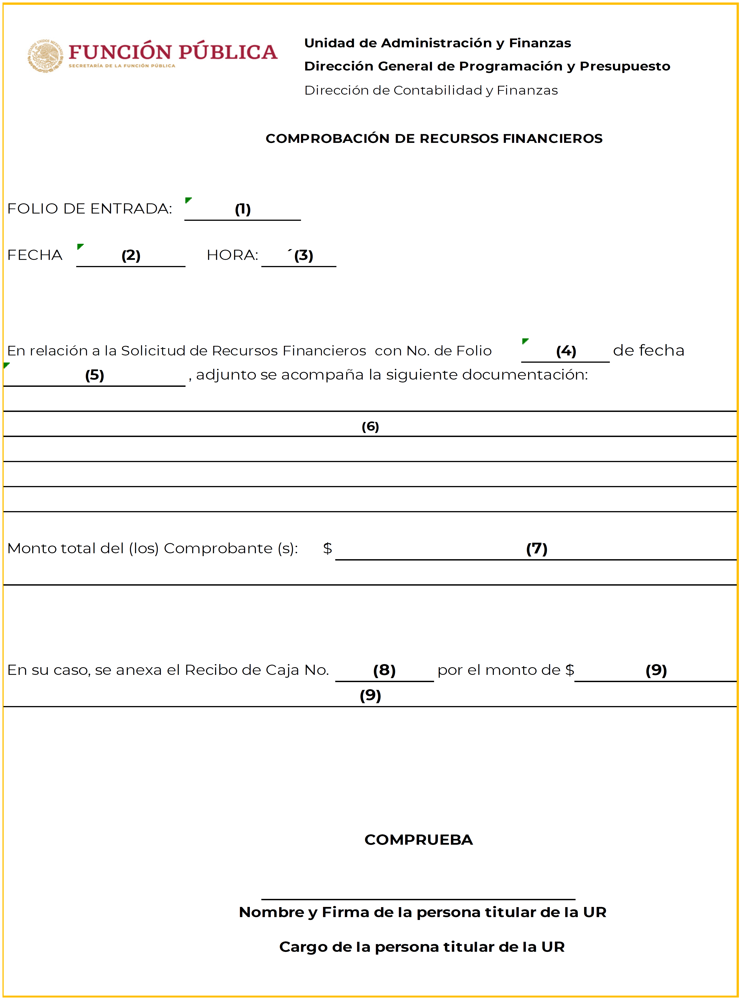 ESTADOS UNIDOS MEXICANOS
FUNCIÓN PÚBLICA
SECRETARÍA DE LA FUNCIÓN PÚBLICA
Unidad de Administración y Finanzas
Dirección General de Programación y Presupuesto
Dirección de Contabilidad y Finanzas
COMPROBACIÓN DE RECURSOS FINANCIEROS
FOLIO DE ENTRADA: (1)
FECHA (2) HORA: ´(3)
En relación a la Solicitud de Recursos Financieros con No. de Folio (4) de fecha
(5) , adjunto se acompaña la siguiente documentación:
(6)
Monto total del (los) Comprobante (s): $ (7)
En su caso, se anexa el Recibo de Caja No. (8) por el monto de $ (9)
(9)
COMPRUEBA
Nombre y Firma de la persona titular de la UR
Cargo de la persona titular de la UR